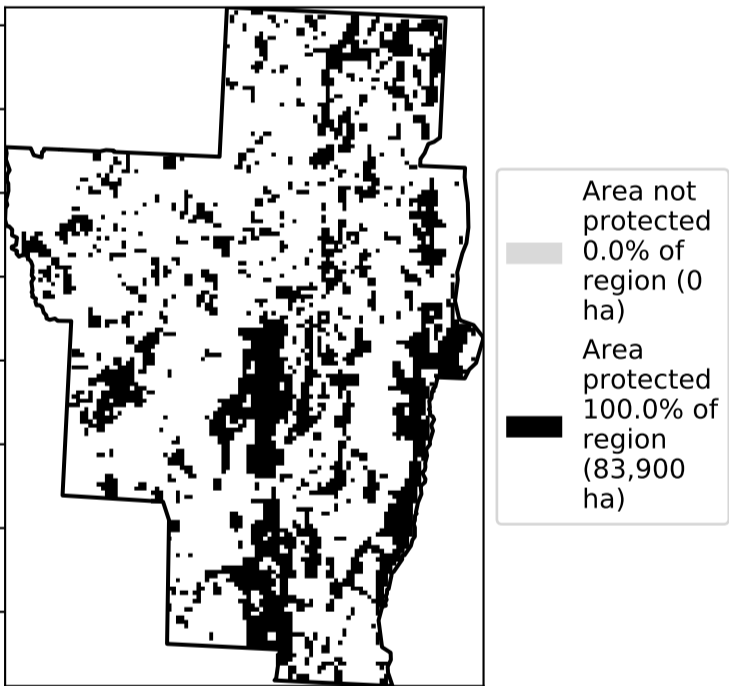 Area not
protected
0.0% of
region (0
ha)
Area
protected
100.0% of
region
(83,900
ha)